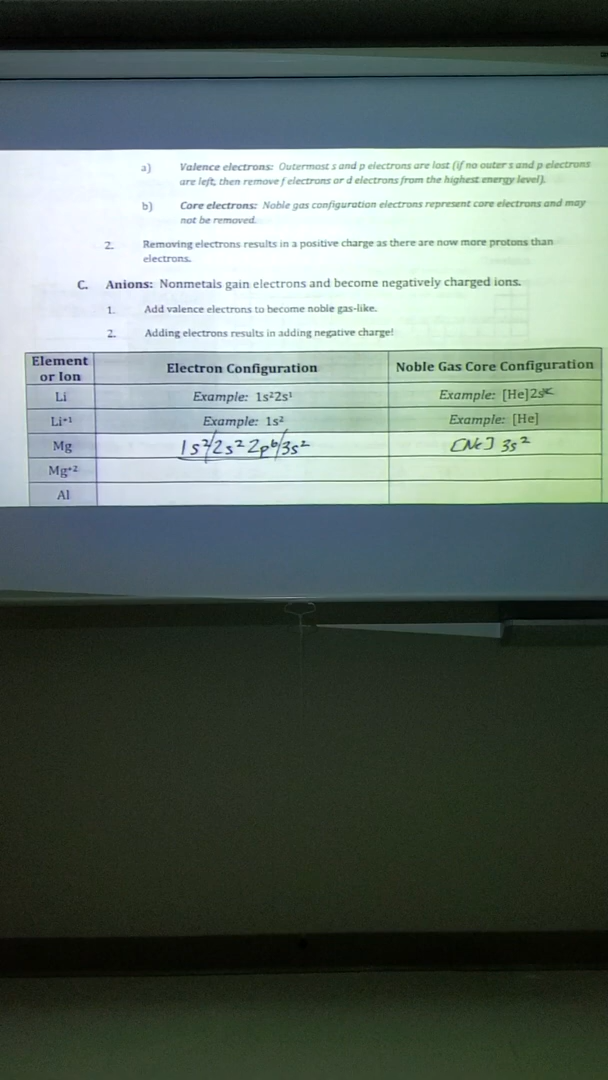 a) Valence electrons: Outermost s and p electrons are lost (if no outer s and p electrons
are left, then remove f electrons or d electrons from the highest energy level).
b) Core electrons: Noble gas configuration electrons represent core electrons and may
not be removed.
2. Removing electrons results in a positive charge as there are now more protons than
electrons.
C. Anions: Nonmetals gain electrons and become negatively charged ions.
1. Add valence electrons to become noble gas-like.
2. Adding electrons results in adding negative charge!
Element
or Ion
Electron Configuration
Noble Gas Core Configuration
Li
Example: 1s²2s¹
Example: [He]2s
Li⁺¹
Example: 1s²
Example: [He]
Mg
1s²/2s²2p⁶/3s²
[Ne] 3s²
Mg⁺²
Al